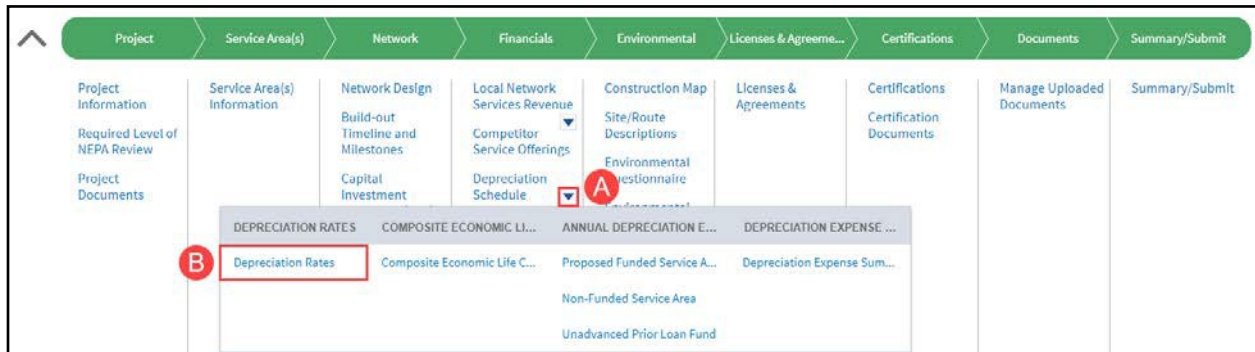 Project
Service Area(s)
Network
Financials
Environmental
Licenses & Agreeme...
Certifications
Documents
Summary/Submit
Project
Information
Required Level of
NEPA Review
Project
Documents
Service Area(s)
Information
Network Design
Build-out
Timeline and
Milestones
Capital
Investment
Local Network
Services Revenue
Competitor
Service Offerings
Depreciation
Schedule
A
Construction Map
Site/Route
Descriptions
Environmental
Questionnaire
Environmental
Licenses &
Agreements
Certifications
Certification
Documents
Manage Uploaded
Documents
Summary/Submit
DEPRECIATION RATES
COMPOSITE ECONOMIC LI...
ANNUAL DEPRECIATION E...
DEPRECIATION EXPENSE ...
B
Depreciation Rates
Composite Economic Life C...
Proposed Funded Service A...
Non-Funded Service Area
Unadvanced Prior Loan Fund
Depreciation Expense Sum...